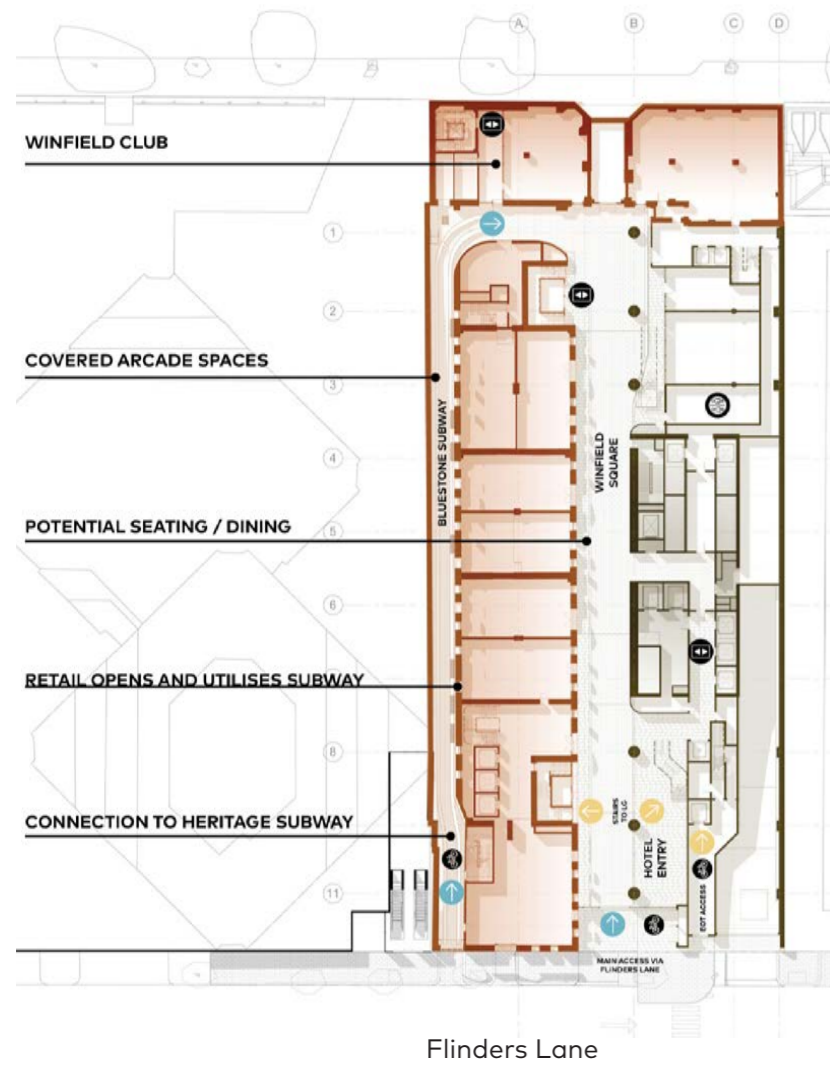 A
B
C
D
WINFIELD CLUB
1
2
COVERED ARCADE SPACES
3
BLUESTONE SUBWAY
WINFIELD
SQUARE
4
POTENTIAL SEATING / DINING
5
6
RETAIL OPENS AND UTILISES SUBWAY
8
STAIRS
TO LG
CONNECTION TO HERITAGE SUBWAY
HOTEL
ENTRY
11
EOT ACCESS
MAIN ACCESS VIA
FLINDERS LANE
Flinders Lane